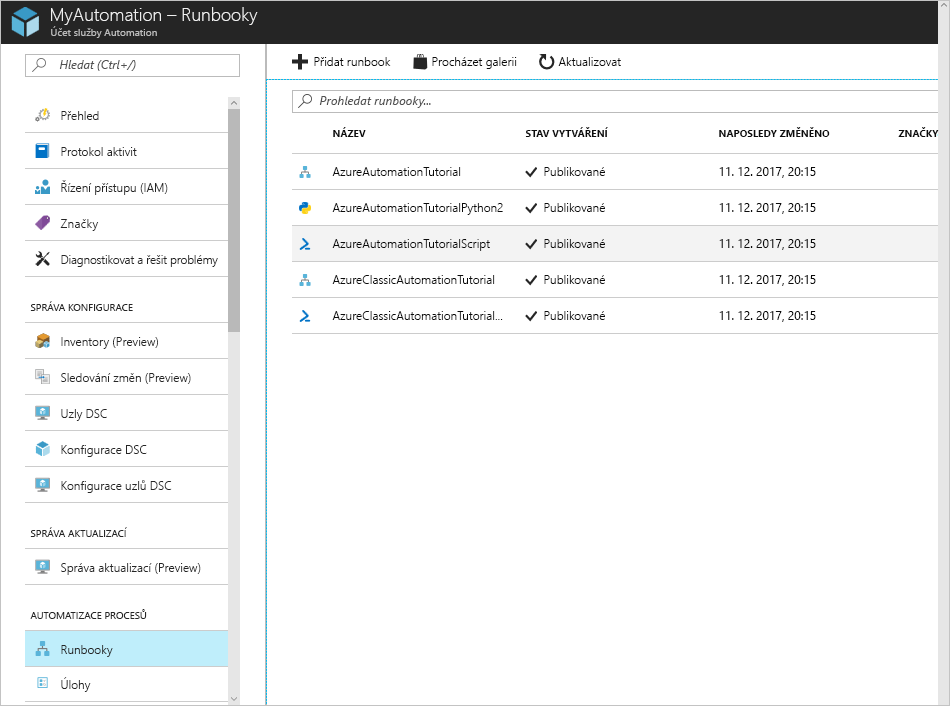 MyAutomation – Runbooky
Účet služby Automation
Hledat (Ctrl+/)
Přehled
Protokol aktivit
Řízení přístupu (IAM)
Značky
Diagnostikovat a řešit problémy
SPRÁVA KONFIGURACE
Inventory (Preview)
Sledování změn (Preview)
Uzly DSC
Konfigurace DSC
Konfigurace uzlů DSC
SPRÁVA AKTUALIZACÍ
Správa aktualizací (Preview)
AUTOMATIZACE PROCESŮ
Runbooky
Úlohy
Přidat runbook Procházet galerii Aktualizovat
Prohledat runbooky...
NÁZEV STAV VYTVÁŘENÍ NAPOSLEDY ZMĚNĚNO ZNAČKY
AzureAutomationTutorial Publikované 11. 12. 2017, 20:15
AzureAutomationTutorialPython2 Publikované 11. 12. 2017, 20:15
AzureAutomationTutorialScript Publikované 11. 12. 2017, 20:15
AzureClassicAutomationTutorial Publikované 11. 12. 2017, 20:15
AzureClassicAutomationTutorial... Publikované 11. 12. 2017, 20:15